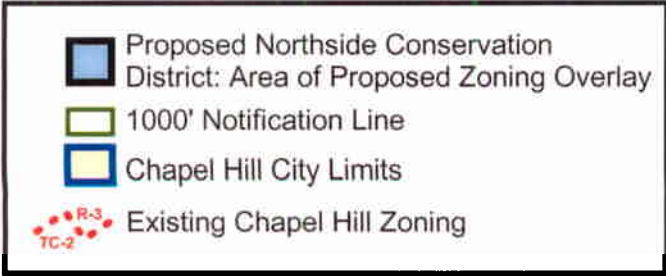 Proposed Northside Conservation
District: Area of Proposed Zoning Overlay
1000' Notification Line
Chapel Hill City Limits
R-3
TC-2
Existing Chapel Hill Zoning